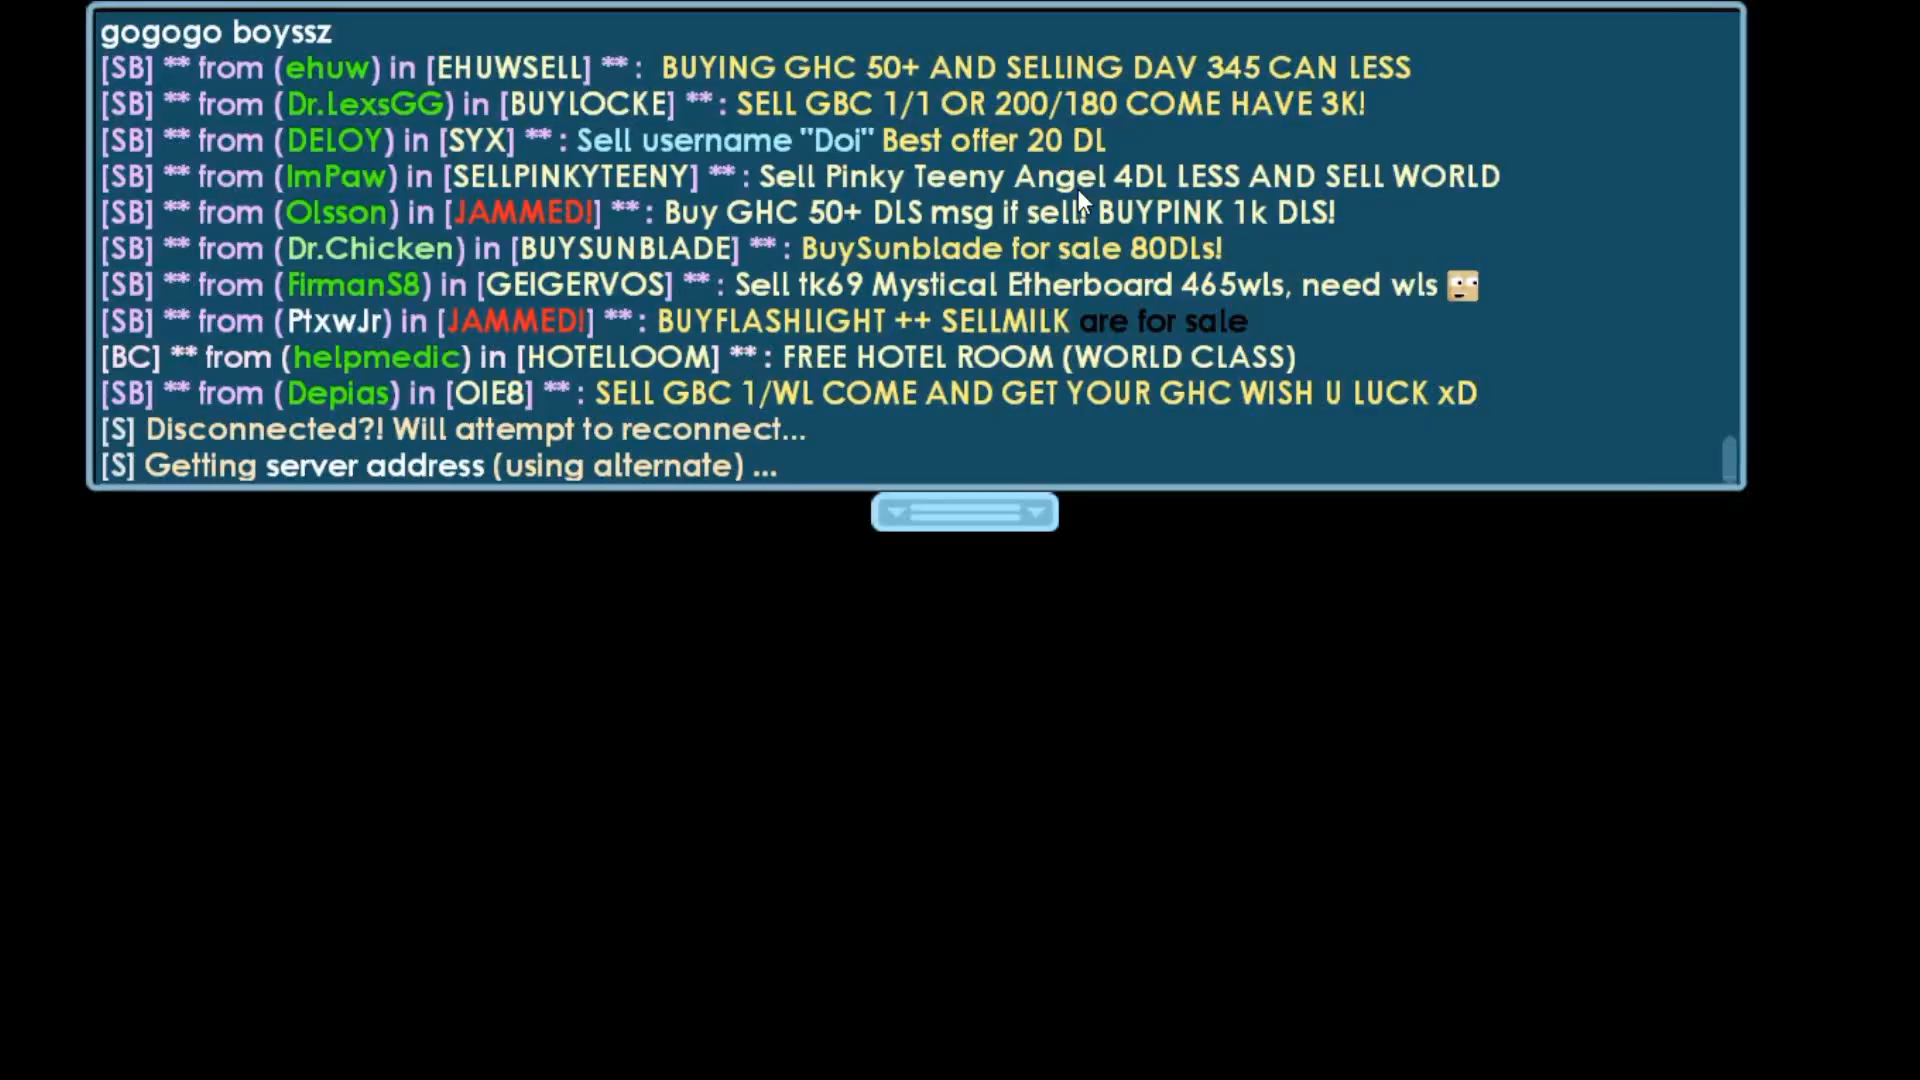 gogogo boyssz
[SB] ** from (ehuw) in [EHUWSELL] ** : BUYING GHC 50+ AND SELLING DAV 345 CAN LESS
[SB] ** from (Dr.LexsGG) in [BUYLOCKE] ** : SELL GBC 1/1 OR 200/180 COME HAVE 3K!
[SB] ** from (DELOY) in [SYX] ** : Sell username "Doi" Best offer 20 DL
[SB] ** from (ImPaw) in [SELLPINKYTEENY] ** : Sell Pinky Teeny Angel 4DL LESS AND SELL WORLD
[SB] ** from (Olsson) in [JAMMED!] ** : Buy GHC 50+ DLS msg if sell! BUYPINK 1k DLS!
[SB] ** from (Dr.Chicken) in [BUYSUNBLADE] ** : BuySunblade for sale 80DLs!
[SB] ** from (FirmanS8) in [GEIGERVOS] ** : Sell tk69 Mystical Etherboard 465wls, need wls
[SB] ** from (PtxwJr) in [JAMMED!] ** : BUYFLASHLIGHT ++ SELLMILK are for sale
[BC] ** from (helpmedic) in [HOTELLOOM] ** : FREE HOTEL ROOM (WORLD CLASS)
[SB] ** from (Depias) in [OIE8] ** : SELL GBC 1/WL COME AND GET YOUR GHC WISH U LUCK xD
[S] Disconnected?! Will attempt to reconnect...
[S] Getting server address (using alternate) ...